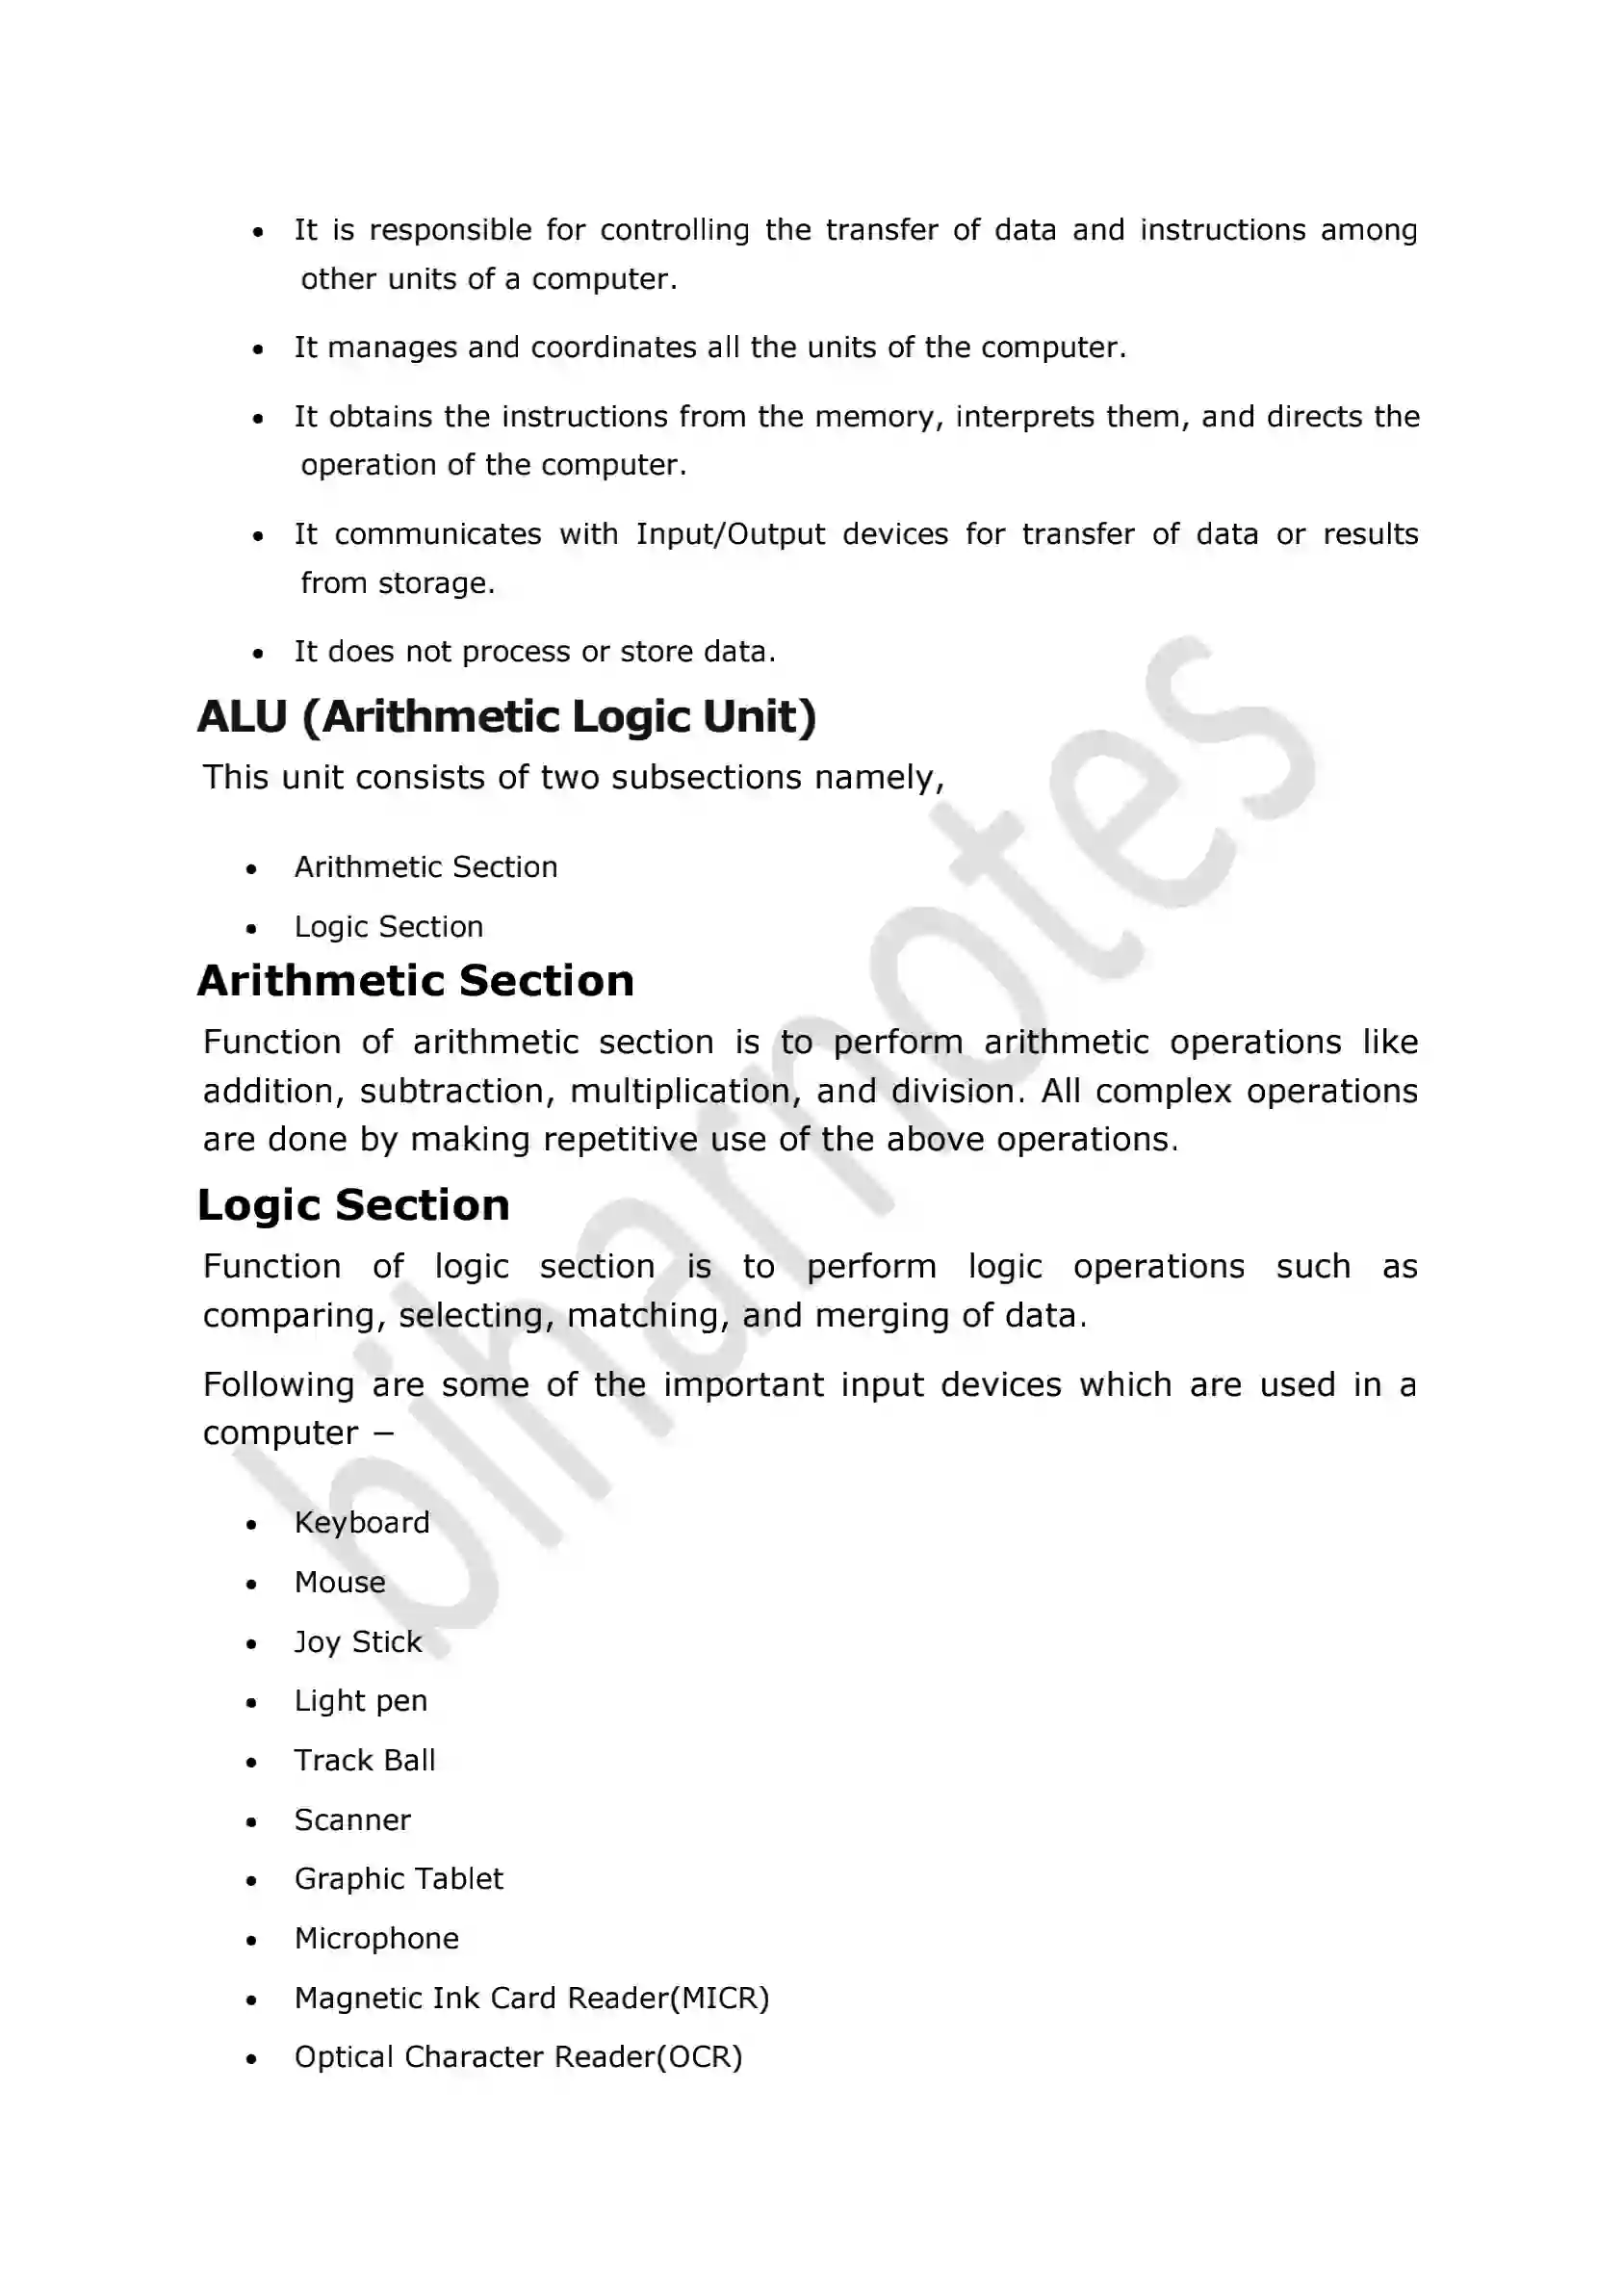 • It is responsible for controlling the transfer of data and instructions among
other units of a computer.
• It manages and coordinates all the units of the computer.
• It obtains the instructions from the memory, interprets them, and directs the
operation of the computer.
• It communicates with Input/Output devices for transfer of data or results
from storage.
• It does not process or store data.
ALU (Arithmetic Logic Unit)
This unit consists of two subsections namely,
• Arithmetic Section
• Logic Section
Arithmetic Section
Function of arithmetic section is to perform arithmetic operations like
addition, subtraction, multiplication, and division. All complex operations
are done by making repetitive use of the above operations.
Logic Section
Function of logic section is to perform logic operations such as
comparing, selecting, matching, and merging of data.
Following are some of the important input devices which are used in a
computer −
• Keyboard
• Mouse
• Joy Stick
• Light pen
• Track Ball
• Scanner
• Graphic Tablet
• Microphone
• Magnetic Ink Card Reader(MICR)
• Optical Character Reader(OCR)
biharnotes